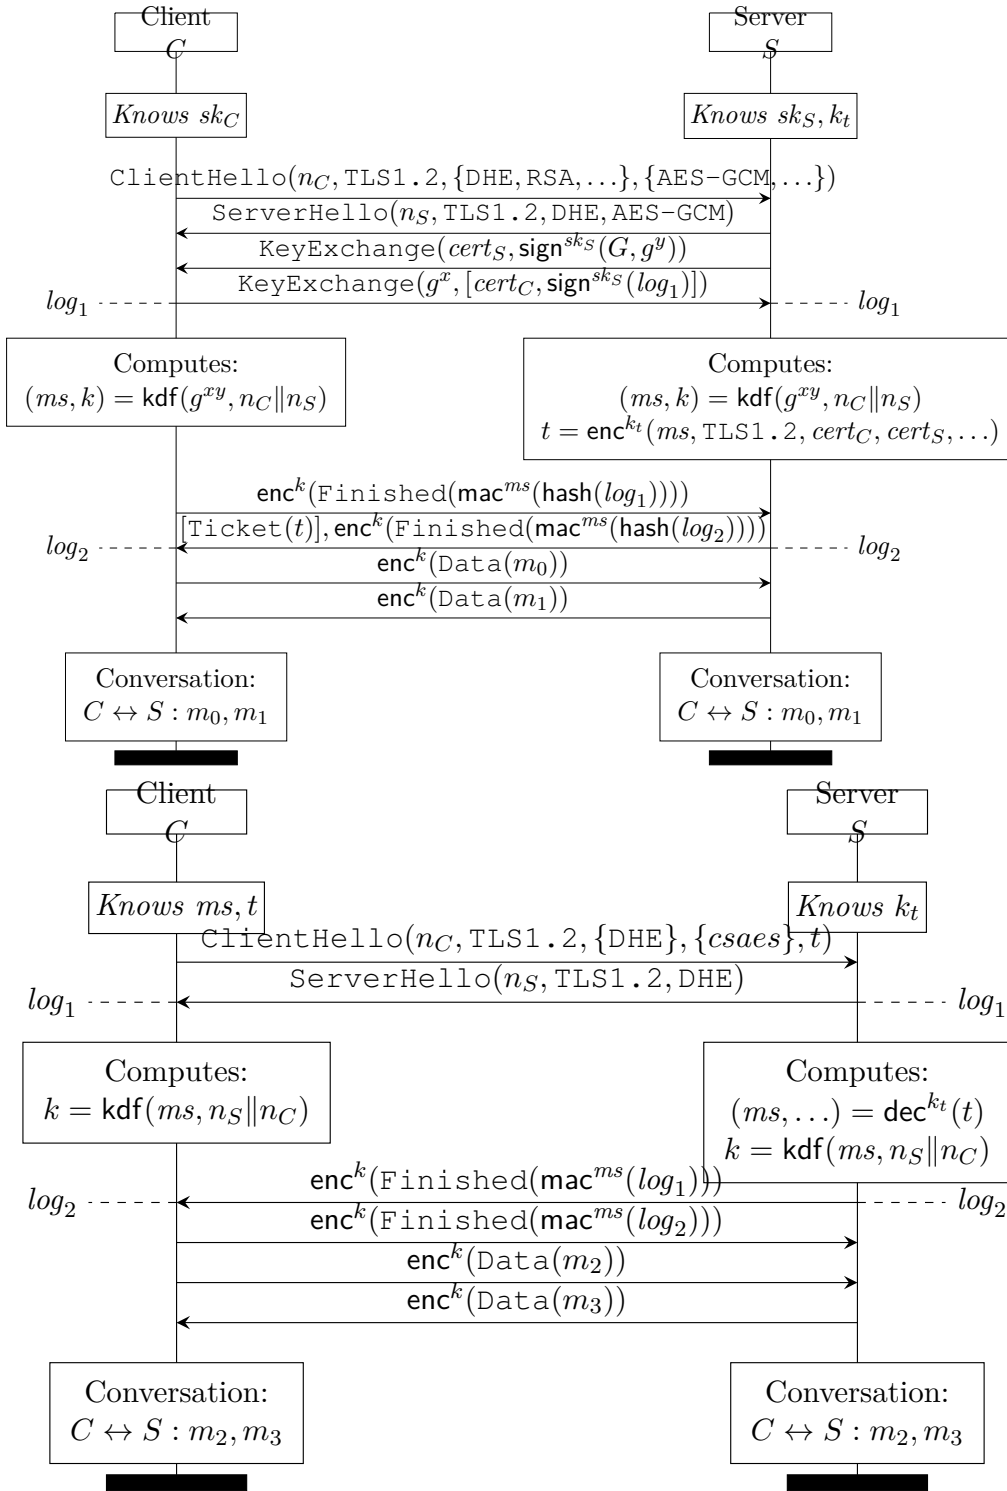 Client Server
C S
Knows sk_C Knows sk_S, k_t
ClientHello(n_C, TLS1.2, {DHE, RSA, …}, {AES-GCM, …})
ServerHello(n_S, TLS1.2, DHE, AES-GCM)
KeyExchange(cert_S, sign^{sk_S}(G, g^y))
KeyExchange(g^x, [cert_C, sign^{sk_S}(log_1)])
log_1 log_1
Computes: Computes:
(ms, k) = kdf(g^{xy}, n_C‖n_S) (ms, k) = kdf(g^{xy}, n_C‖n_S)
t = enc^{k_t}(ms, TLS1.2, cert_C, cert_S, …)
enc^k(Finished(mac^{ms}(hash(log_1))))
[Ticket(t)], enc^k(Finished(mac^{ms}(hash(log_2))))
log_2 log_2
enc^k(Data(m_0))
enc^k(Data(m_1))
Conversation: Conversation:
C ↔ S : m_0, m_1 C ↔ S : m_0, m_1
Client Server
C S
Knows ms, t Knows k_t
ClientHello(n_C, TLS1.2, {DHE}, {csaes}, t)
ServerHello(n_S, TLS1.2, DHE)
log_1 log_1
Computes: Computes:
k = kdf(ms, n_S‖n_C) (ms, …) = dec^{k_t}(t)
k = kdf(ms, n_S‖n_C)
enc^k(Finished(mac^{ms}(log_1)))
log_2 log_2
enc^k(Finished(mac^{ms}(log_2)))
enc^k(Data(m_2))
enc^k(Data(m_3))
Conversation: Conversation:
C ↔ S : m_2, m_3 C ↔ S : m_2, m_3